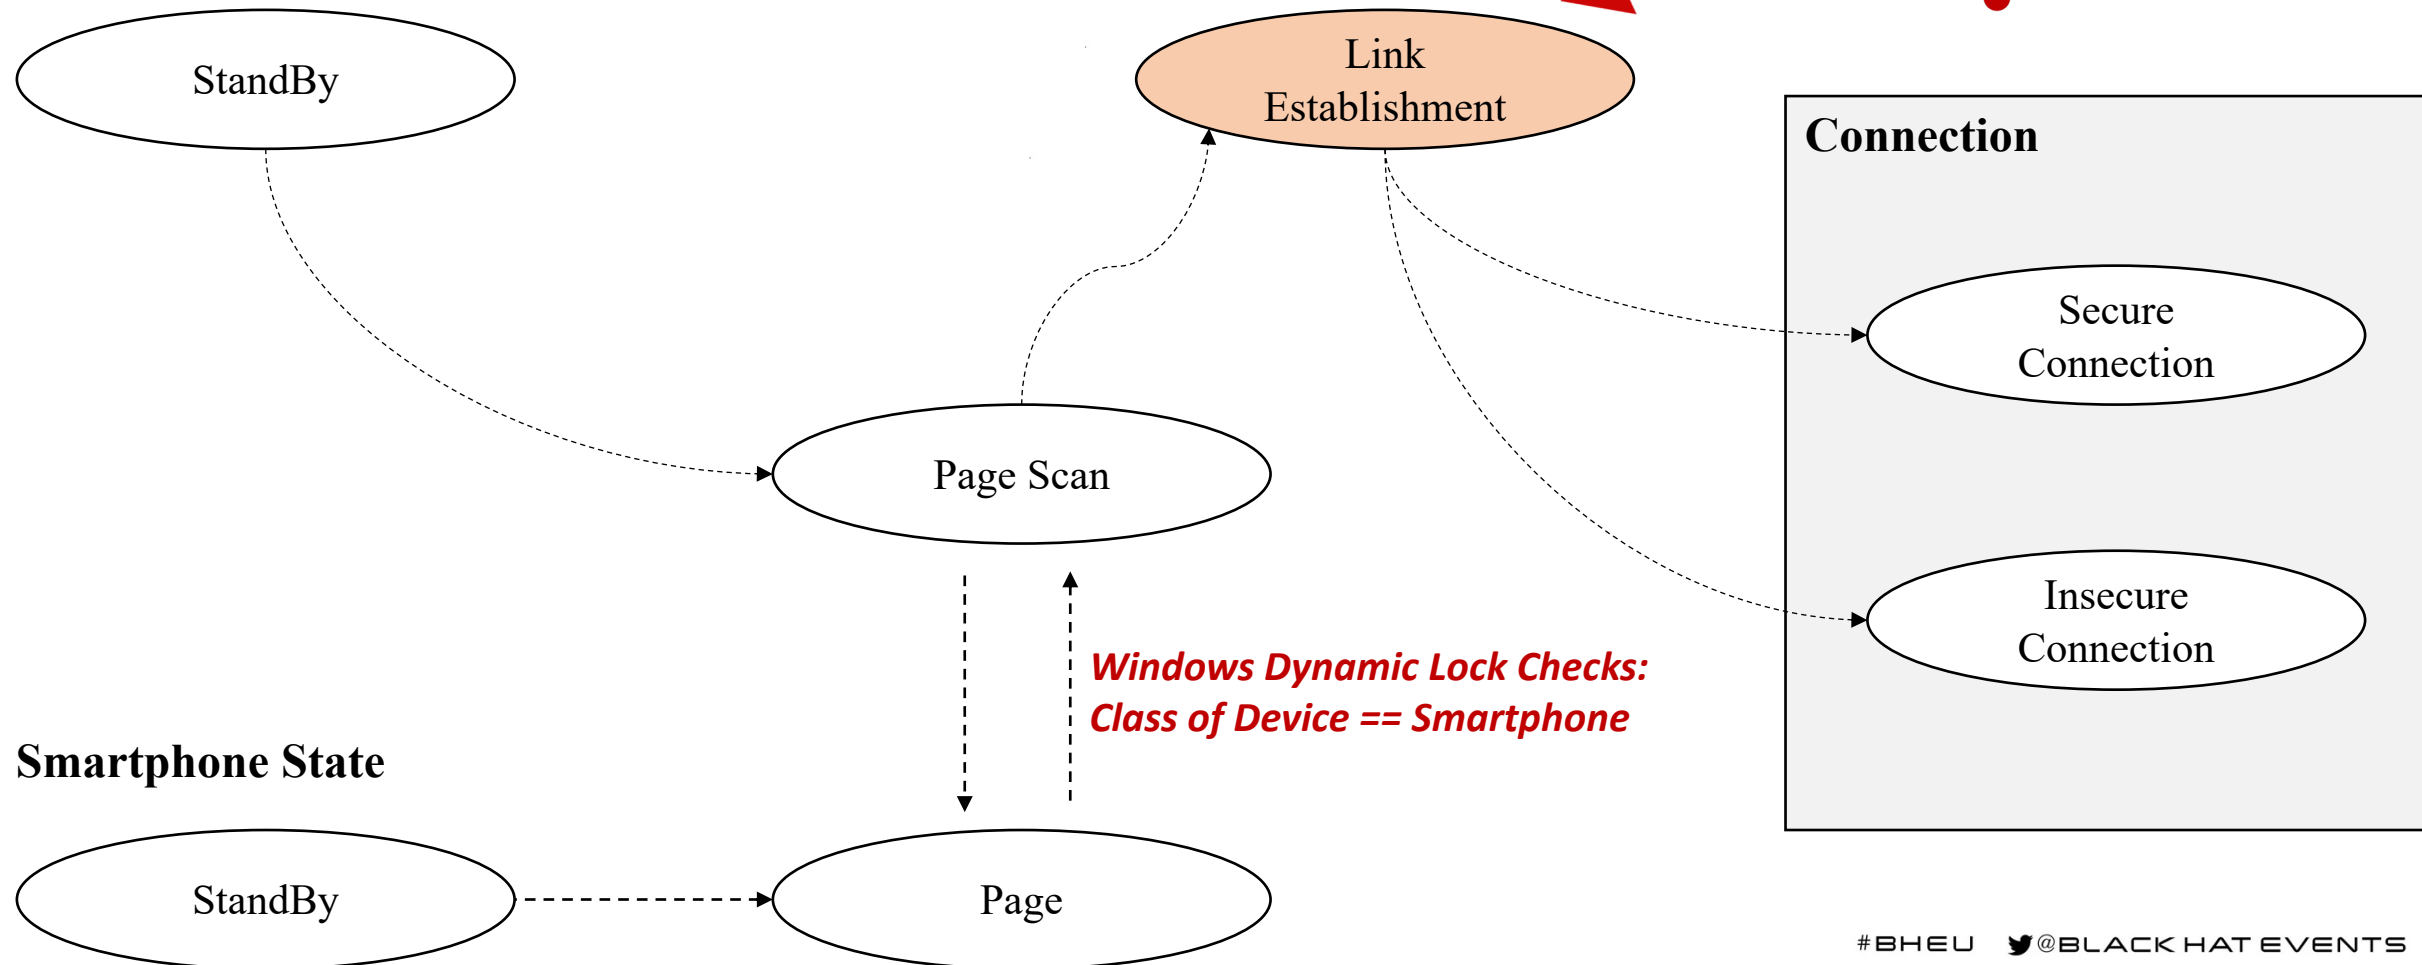 StandBy
Link
Establishment
Connection
Secure
Connection
Page Scan
Insecure
Connection
Windows Dynamic Lock Checks:
Class of Device == Smartphone
Smartphone State
StandBy
Page
#BHEU @BLACK HAT EVENTS